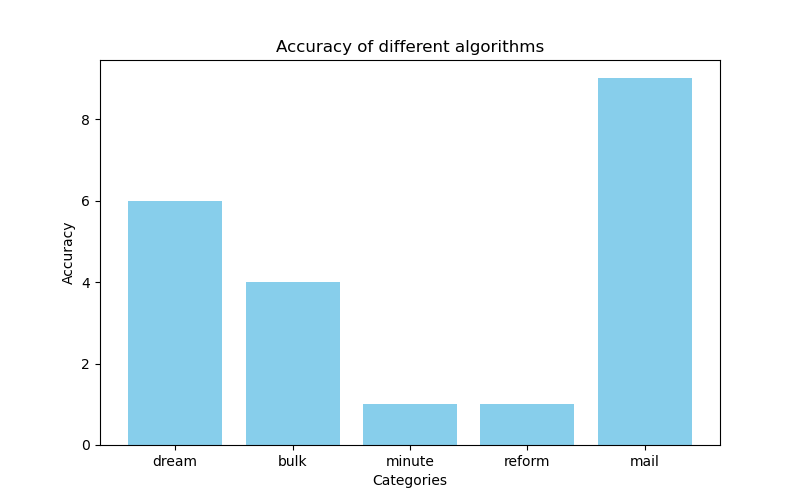 Accuracy of different algorithms
Accuracy
8
6
4
2
0
dream bulk minute reform mail
Categories